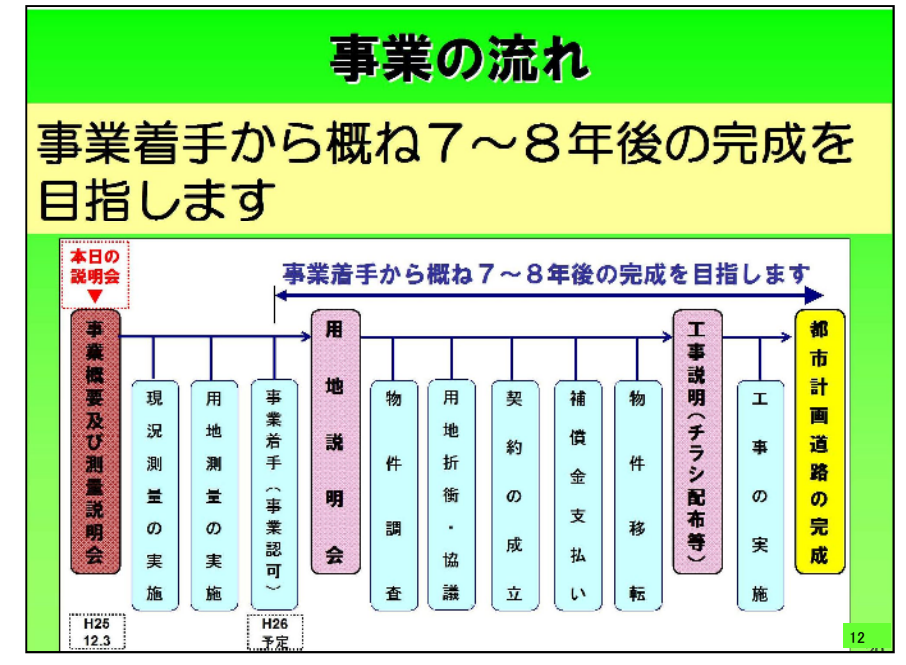 事業の流れ
事業着手から概ね７～８年後の完成を
目指します
本日の
説明会
事業着手から概ね７～８年後の完成を目指します
事業概要及び測量説明会
現況測量の実施
用地測量の実施
事業着手（事業認可）
用地説明会
物件調査
用地折衝・協議
契約の成立
補償金支払い
物件移転
工事説明（チラシ配布等）
工事の実施
都市計画道路の完成
H25
12.3
H26
予定
12